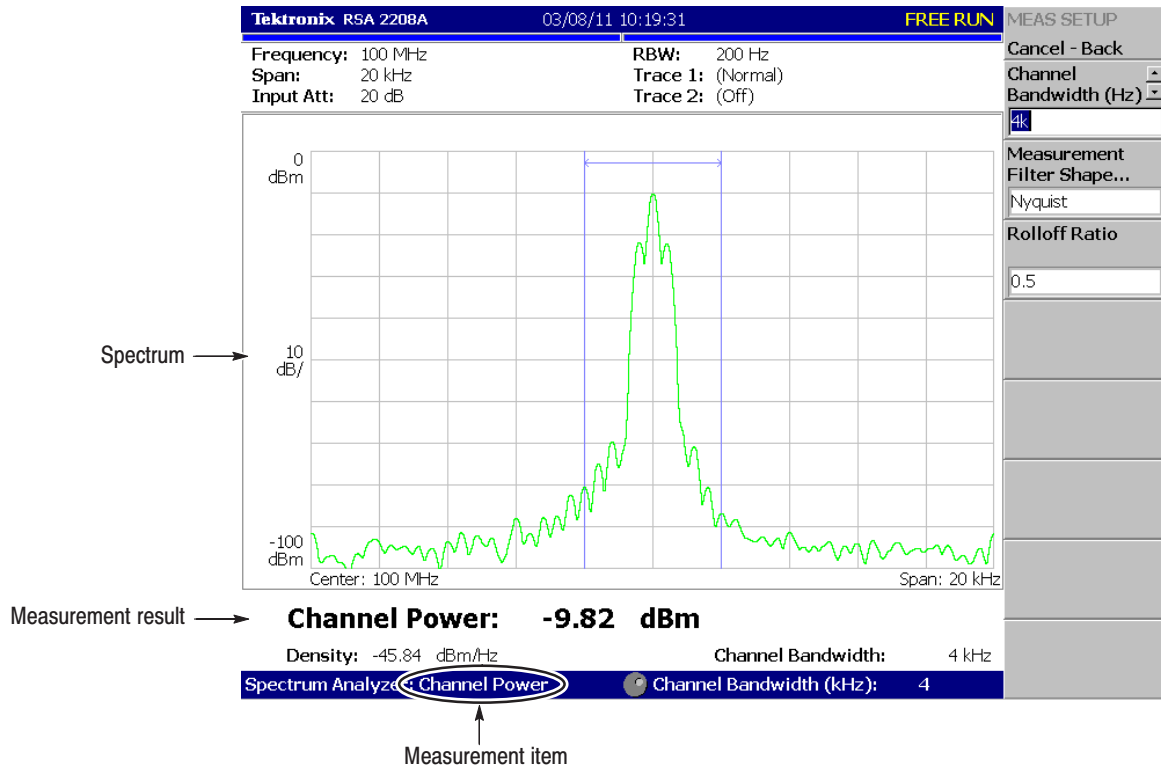 Tektronix RSA 2208A 03/08/11 10:19:31 FREE RUN
Frequency: 100 MHz RBW: 200 Hz
Span: 20 kHz Trace 1: (Normal)
Input Att: 20 dB Trace 2: (Off)
MEAS SETUP
Cancel - Back
Channel
Bandwidth (Hz)
4k
Measurement
Filter Shape...
Nyquist
Rolloff Ratio
0.5
0
dBm
Spectrum
10
dB/
-100
dBm
Center: 100 MHz Span: 20 kHz
Measurement result
Channel Power: -9.82 dBm
Density: -45.84 dBm/Hz Channel Bandwidth: 4 kHz
Spectrum Analyzer: Channel Power Channel Bandwidth (kHz): 4
Measurement item